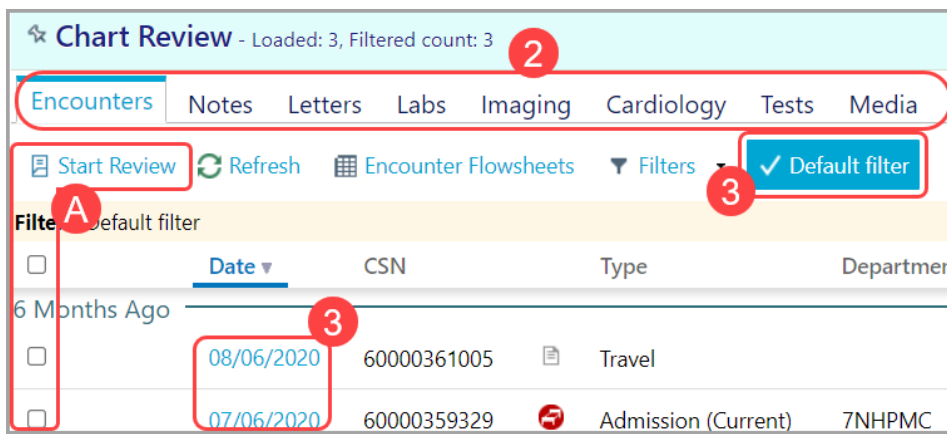 Chart Review - Loaded: 3, Filtered count: 3
2
Encounters Notes Letters Labs Imaging Cardiology Tests Media
Start Review Refresh Encounter Flowsheets Filters Default filter
3
A
Filte Default filter
Date CSN Type Departmen
6 Months Ago
3
08/06/2020 60000361005 Travel
07/06/2020 60000359329 Admission (Current) 7NHPMC